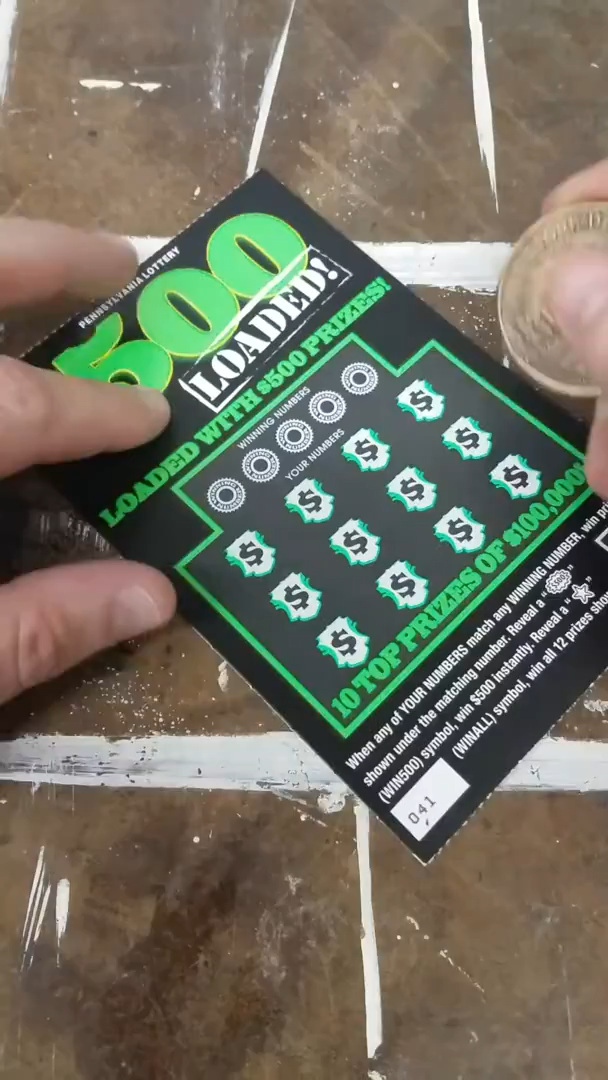 PENNSYLVANIA LOTTERY
500
LOADED!
LOADED WITH $500 PRIZES!
WINNING NUMBERS
YOUR NUMBERS
$ $ $ $
$ $ $ $
$ $ $ $
10 TOP PRIZES OF $100,000!
When any of YOUR NUMBERS match any WINNING NUMBER, win
shown under the matching number. Reveal a "
(WIN500) symbol, win $500 instantly. Reveal a "
(WINALL) symbol, win all 12 prizes
041